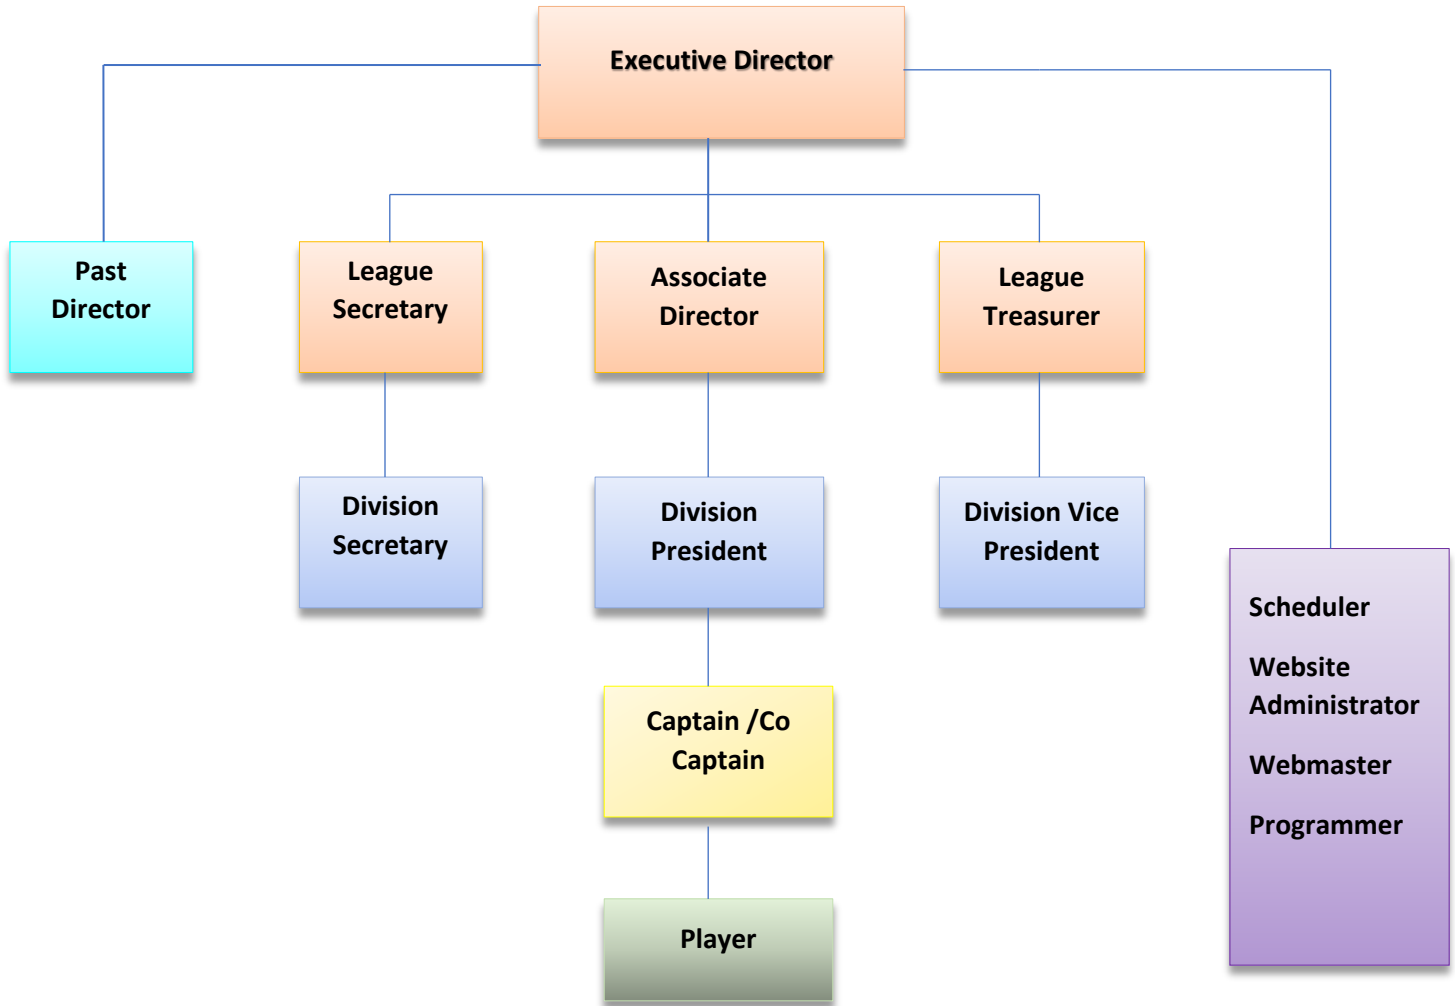 Executive Director
Past
Director
League
Secretary
Associate
Director
League
Treasurer
Division
Secretary
Division
President
Division Vice
President
Scheduler
Website
Administrator
Webmaster
Programmer
Captain /Co
Captain
Player